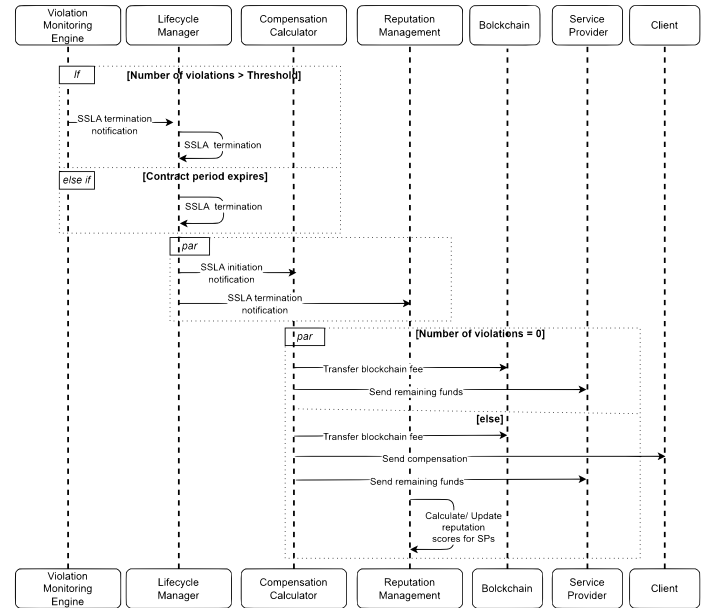 Violation
Monitoring
Engine
Lifecycle
Manager
Compensation
Calculator
Reputation
Management
Bolckchain
Service
Provider
Client
If
[Number of violations > Threshold]
SSLA termination
notification
SSLA termination
else if
[Contract period expires]
SSLA termination
par
SSLA initiation
notification
SSLA termination
notification
par
[Number of violations = 0]
Transfer blockchain fee
Send remaining funds
[else]
Transfer blockchain fee
Send compensation
Send remaining funds
Calculate/ Update
reputation
scores for SPs
Violation
Monitoring
Engine
Lifecycle
Manager
Compensation
Calculator
Reputation
Management
Bolckchain
Service
Provider
Client